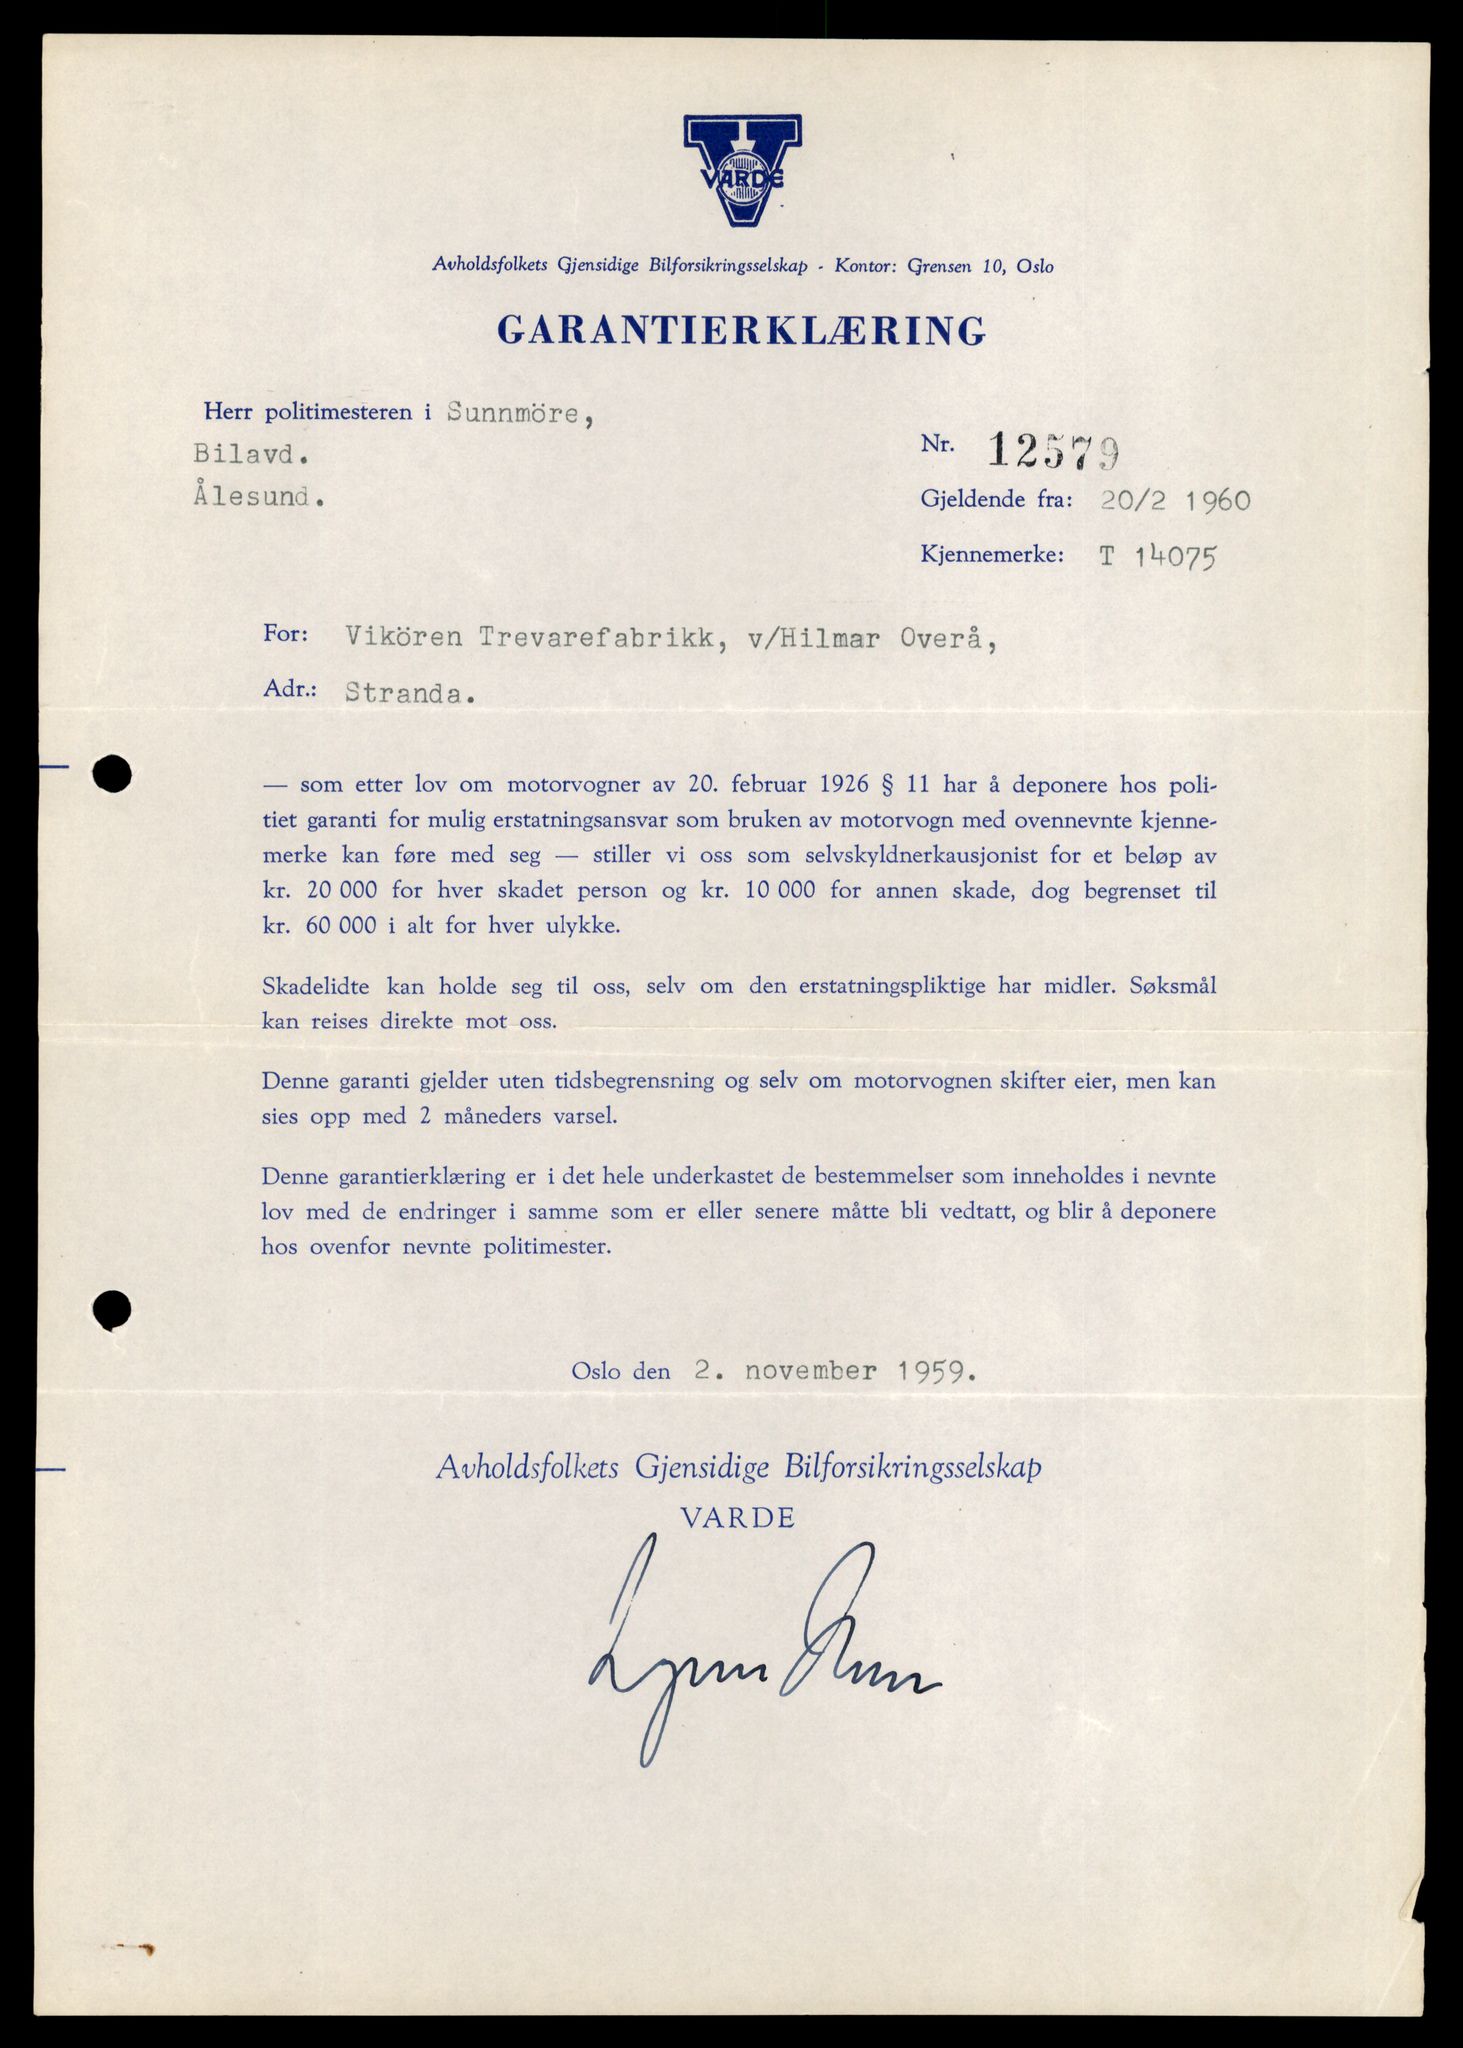 VARDE
Avholdsfolkets Gjensidige Bilforsikringsselskap - Kontor: Grensen 10, Oslo
GARANTIERKLÆRING
Herr politimesteren i Sunnmöre,
Bilavd.
Ålesund.
Nr. 12579
Gjeldende fra: 20/2 1960
Kjennemerke: T 14075
For: Vikören Trevarefabrikk, v/Hilmar Overå,
Adr.: Stranda.
— som etter lov om motorvogner av 20. februar 1926 § 11 har å deponere hos poli-
tiet garanti for mulig erstatningsansvar som bruken av motorvogn med ovennevnte kjenne-
merke kan føre med seg — stiller vi oss som selvskyldnerkausjonist for et beløp av
kr. 20 000 for hver skadet person og kr. 10 000 for annen skade, dog begrenset til
kr. 60 000 i alt for hver ulykke.
Skadelidte kan holde seg til oss, selv om den erstatningspliktige har midler. Søksmål
kan reises direkte mot oss.
Denne garanti gjelder uten tidsbegrensning og selv om motorvognen skifter eier, men kan
sies opp med 2 måneders varsel.
Denne garantierklæring er i det hele underkastet de bestemmelser som inneholdes i nevnte
lov med de endringer i samme som er eller senere måtte bli vedtatt, og blir å deponere
hos ovenfor nevnte politimester.
Oslo den 2. november 1959.
Avholdsfolkets Gjensidige Bilforsikringsselskap
VARDE